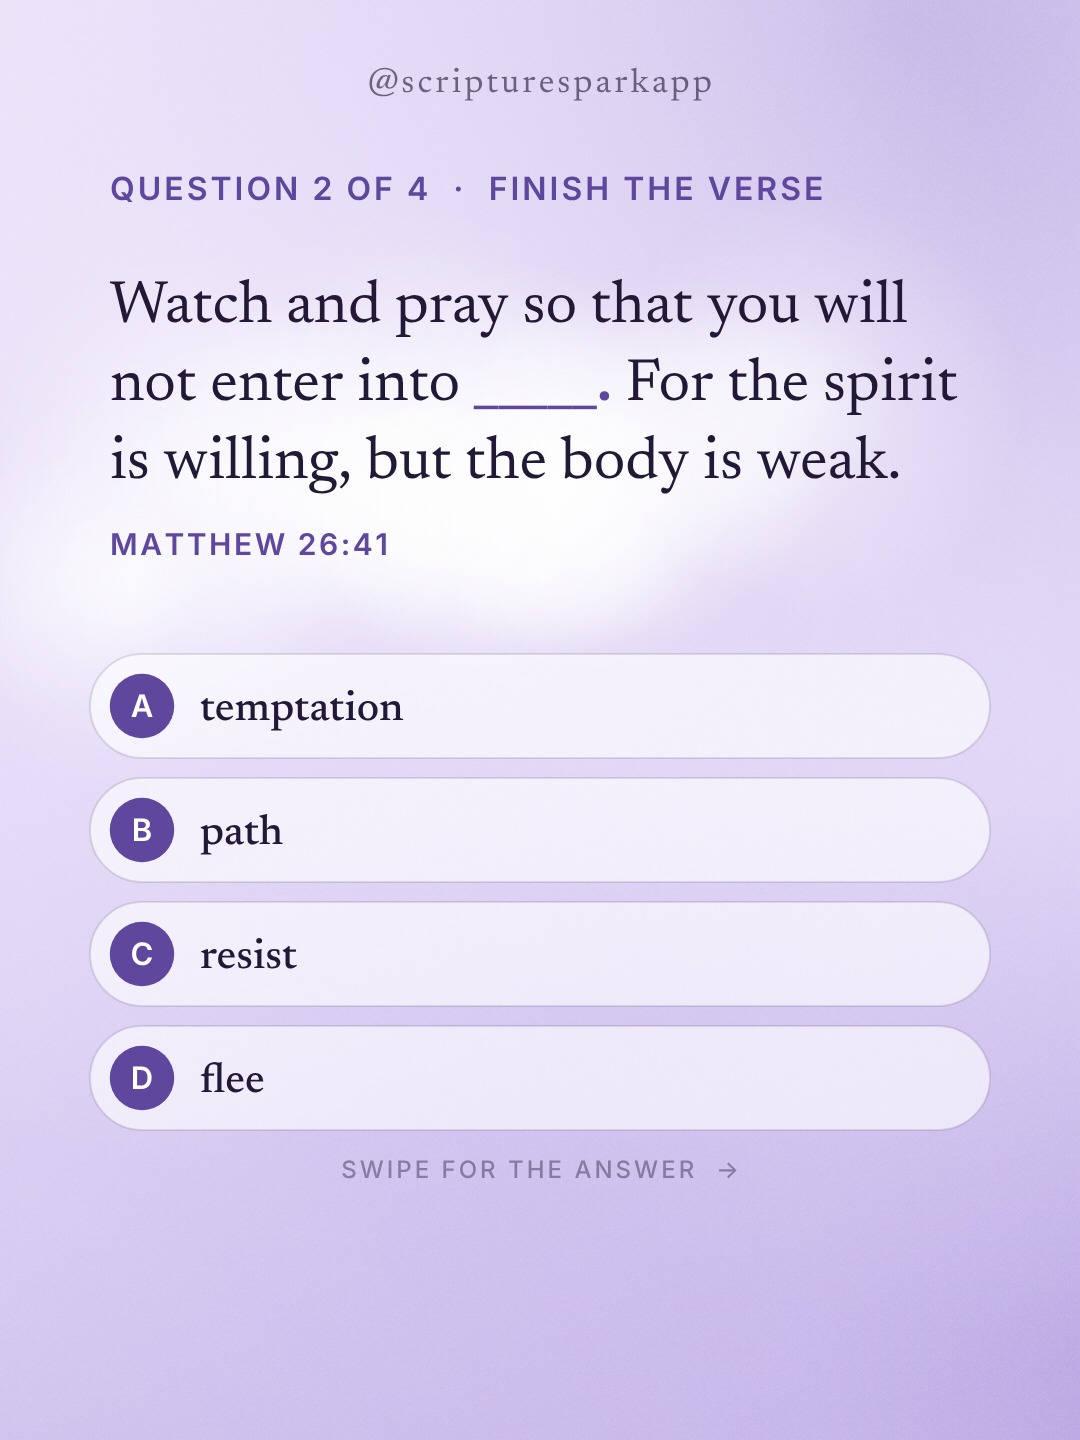 @scripturesparkapp
QUESTION 2 OF 4 · FINISH THE VERSE
Watch and pray so that you will
not enter into _____. For the spirit
is willing, but the body is weak.
MATTHEW 26:41
A temptation
B path
C resist
D flee
SWIPE FOR THE ANSWER →